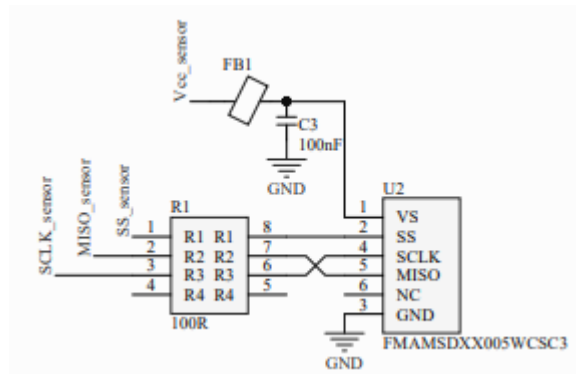 Vcc_sensor
FB1
C3
100nF
GND
SCLK_sensor
MISO_sensor
SS_sensor
R1
1 R1 R1 8
2 R2 R2 7
3 R3 R3 6
4 R4 R4 5
100R
U2
1 VS
2 SS
4 SCLK
5 MISO
6 NC
3 GND
FMAMSDXX005WCSC3
GND